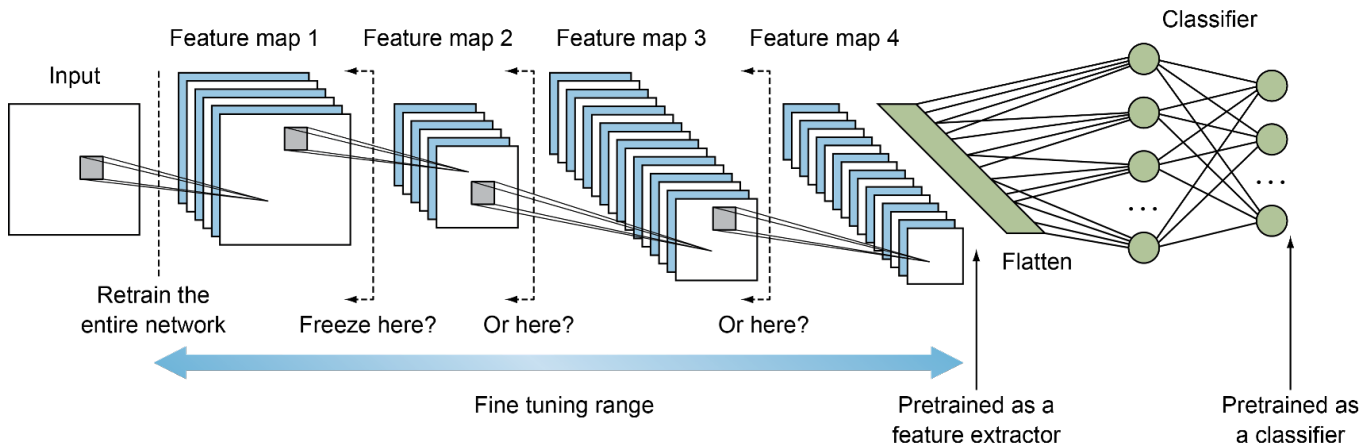 Classifier
Feature map 1
Feature map 2
Feature map 3
Feature map 4
Input
. . .
. . .
Flatten
Retrain the
entire network
Freeze here?
Or here?
Or here?
Fine tuning range
Pretrained as a
feature extractor
Pretrained as
a classifier